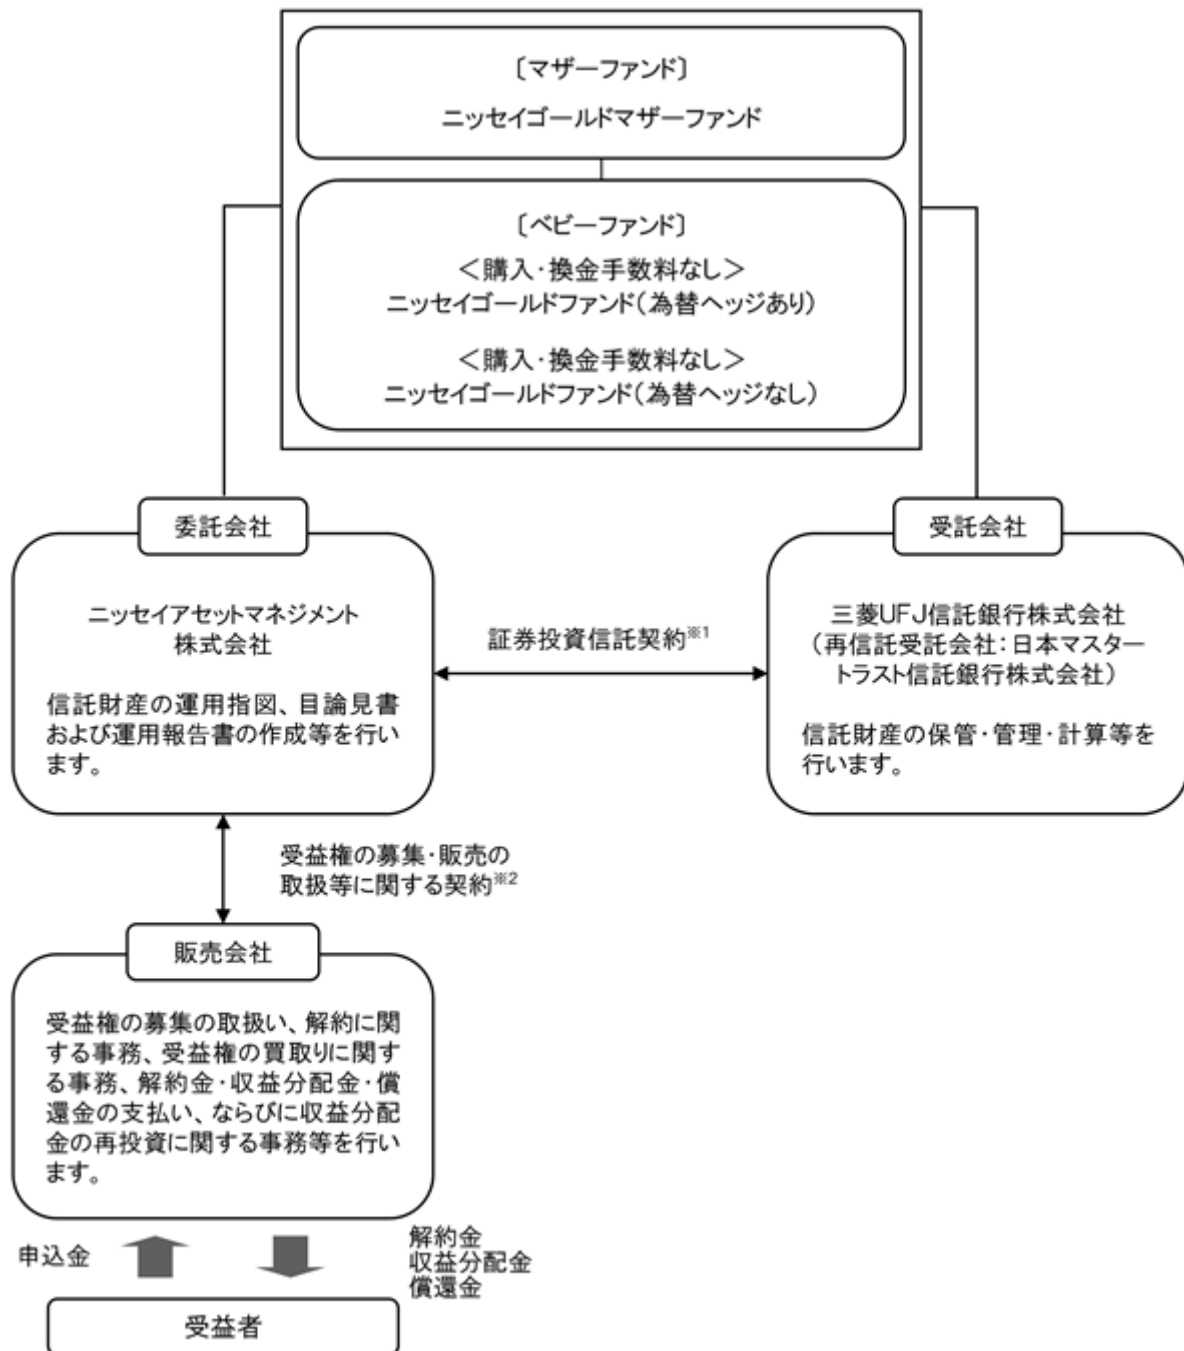 〔マザーファンド〕
ニッセイゴールドマザーファンド
〔ベビーファンド〕
＜購入・換金手数料なし＞
ニッセイゴールドファンド（為替ヘッジあり）
＜購入・換金手数料なし＞
ニッセイゴールドファンド（為替ヘッジなし）
委託会社
ニッセイアセットマネジメント
株式会社
信託財産の運用指図、目論見書
および運用報告書の作成等を行い
ます。
証券投資信託契約※1
受託会社
三菱UFJ信託銀行株式会社
（再信託受託会社：日本マスター
トラスト信託銀行株式会社）
信託財産の保管・管理・計算等を
行います。
受益権の募集・販売の
取扱等に関する契約※2
販売会社
受益権の募集の取扱い、解約に関
する事務、受益権の買取りに関す
る事務、解約金・収益分配金・償
還金の支払い、ならびに収益分配
金の再投資に関する事務等を行い
ます。
申込金
解約金
収益分配金
償還金
受益者